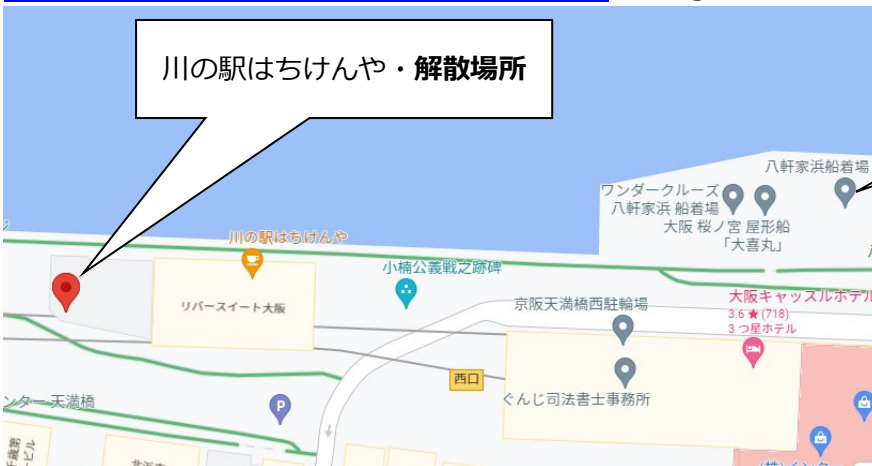 川の駅はちけんや・解散場所
八軒家浜船着場
ワンダークルーズ
八軒家浜 船着場
大阪 桜ノ宮 屋形船
「大喜丸」
川の駅はちけんや
小楠公義戦之跡碑
リバースイート大阪
京阪天満橋西駐輪場
大阪キャッスルホテル
3.6 ★ (718)
3 つ星ホテル
西口
ぐんじ司法書士事務所
ンター 天満橋
P